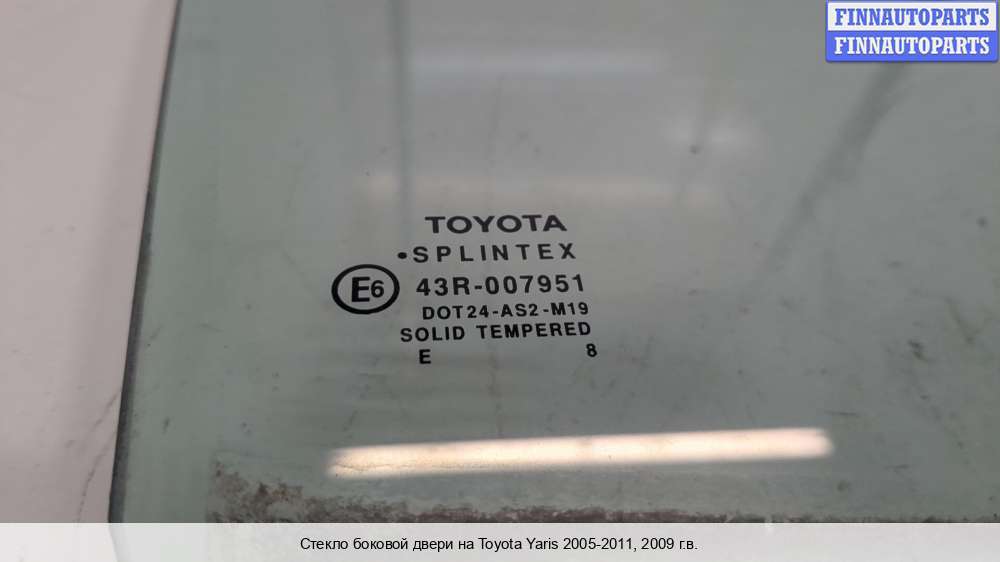 FINNAUTOPARTS
FINNAUTOPARTS
TOYOTA
•SPLINTEX
E6 43R-007951
DOT24-AS2-M19
SOLID TEMPERED
E 8
Стекло боковой двери на Toyota Yaris 2005-2011, 2009 г.в.